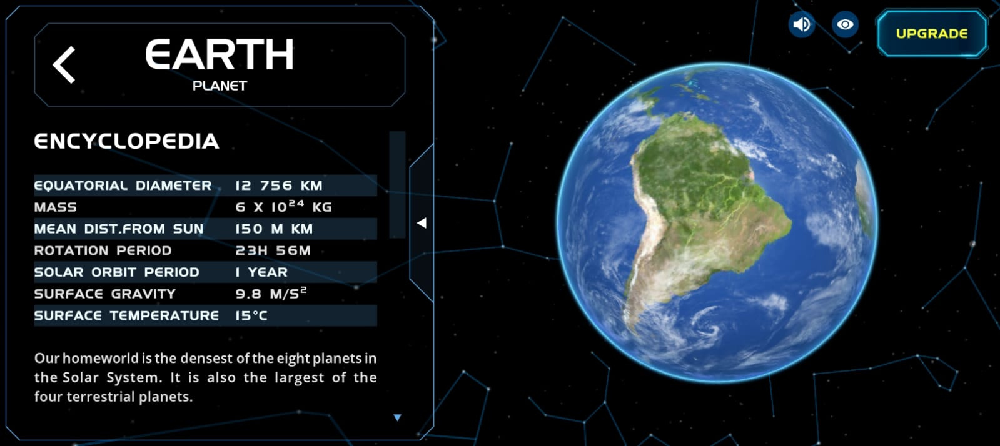 EARTH
PLANET
UPGRADE
ENCYCLOPEDIA
EQUATORIAL DIAMETER 12 756 KM
MASS 6 X 10²⁴ KG
MEAN DIST.FROM SUN 150 M KM
ROTATION PERIOD 23H 56M
SOLAR ORBIT PERIOD 1 YEAR
SURFACE GRAVITY 9.8 M/S²
SURFACE TEMPERATURE 15°C
Our homeworld is the densest of the eight planets in
the Solar System. It is also the largest of the
four terrestrial planets.